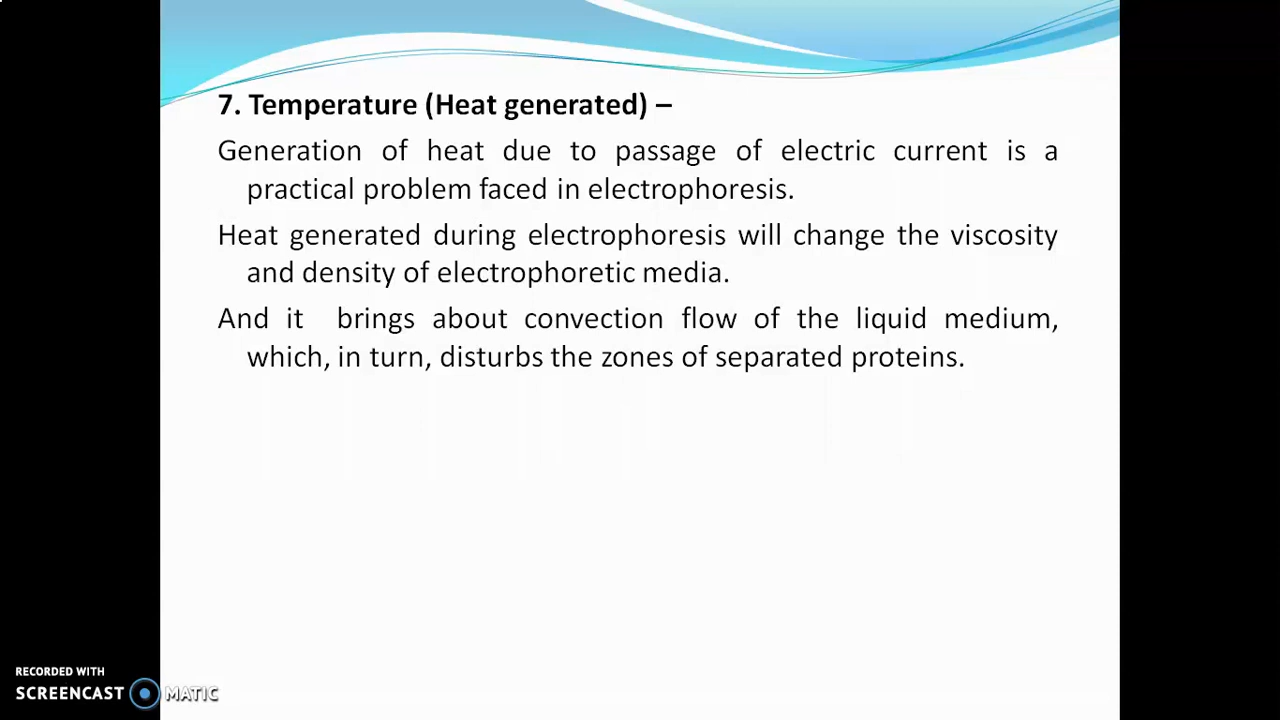 7. Temperature (Heat generated) –
Generation of heat due to passage of electric current is a
practical problem faced in electrophoresis.
Heat generated during electrophoresis will change the viscosity
and density of electrophoretic media.
And it brings about convection flow of the liquid medium,
which, in turn, disturbs the zones of separated proteins.
RECORDED WITH
SCREENCAST MATIC